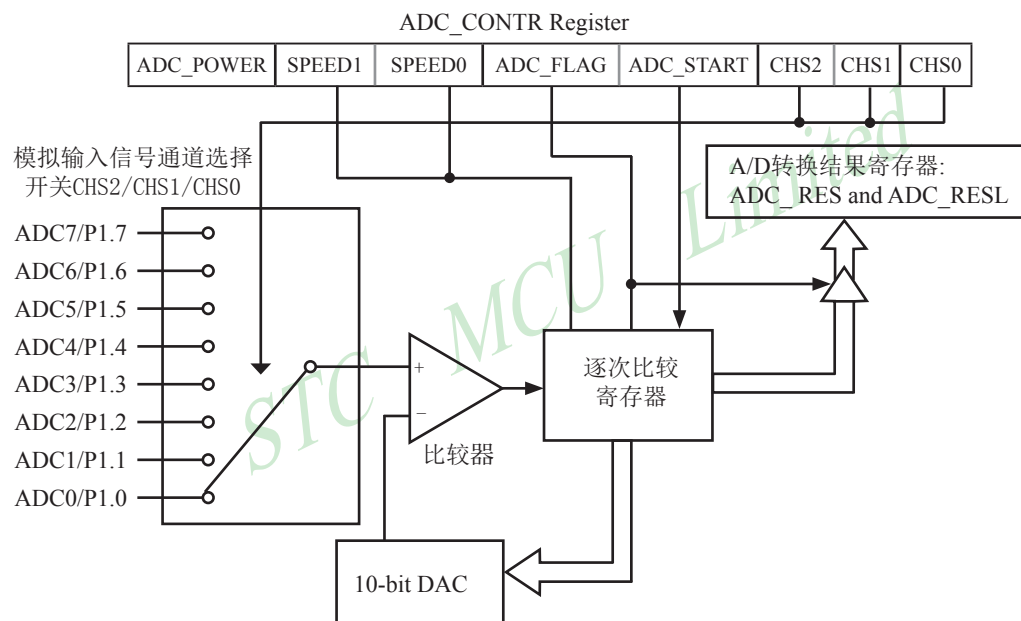 ADC_CONTR Register
ADC_POWER SPEED1 SPEED0 ADC_FLAG ADC_START CHS2 CHS1 CHS0
模拟输入信号通道选择
开关CHS2/CHS1/CHS0
A/D转换结果寄存器:
ADC_RES and ADC_RESL
ADC7/P1.7
ADC6/P1.6
ADC5/P1.5
ADC4/P1.4
ADC3/P1.3
ADC2/P1.2
ADC1/P1.1
ADC0/P1.0
+
−
比较器
逐次比较
寄存器
10-bit DAC
STC MCU Limited